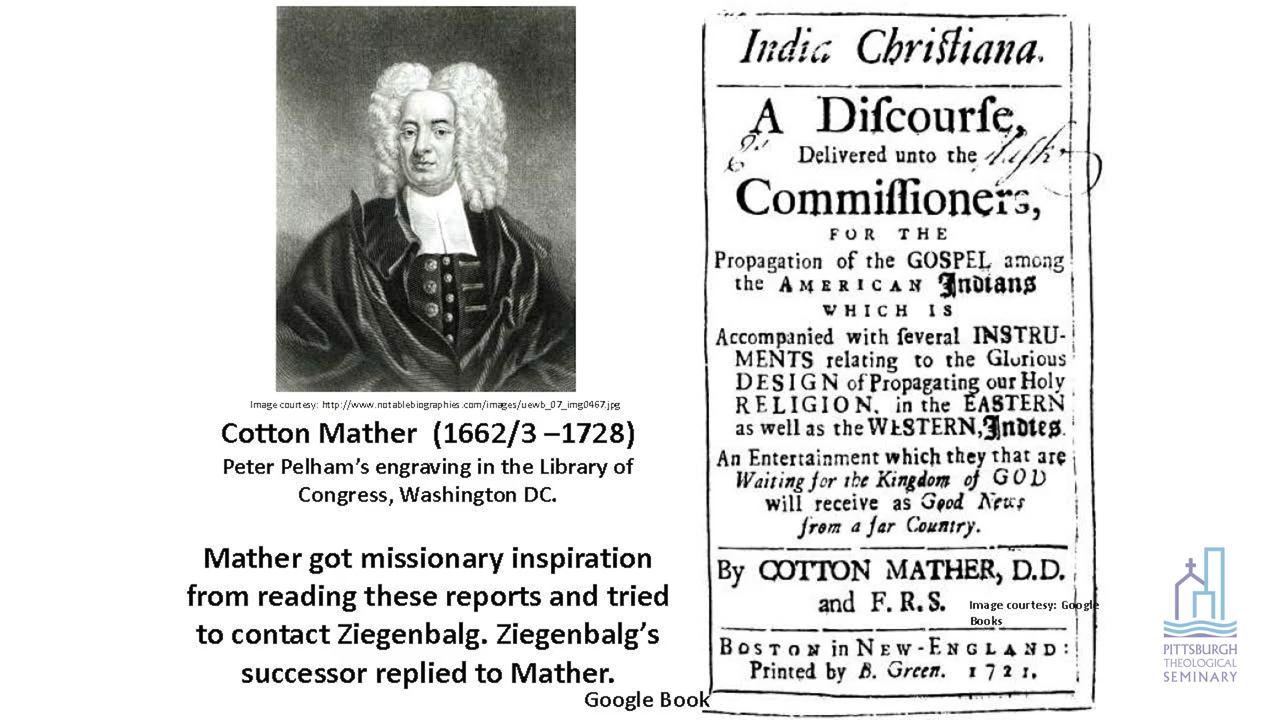 Image courtesy: http://www.notablebiographies.com/images/uewb_07_img0467.jpg
Cotton Mather (1662/3 –1728)
Peter Pelham’s engraving in the Library of
Congress, Washington DC.
Mather got missionary inspiration
from reading these reports and tried
to contact Ziegenbalg. Ziegenbalg’s
successor replied to Mather.
Google Book
India Chriſtiana.
A Diſcourſe,
Delivered unto the
Commiſſioners,
FOR THE
Propagation of the GOSPEL among
the AMERICAN Indians
WHICH IS
Accompanied with ſeveral INSTRU-
MENTS relating to the Glorious
DESIGN of Propagating our Holy
RELIGION, in the EASTERN
as well as the WESTERN, Indies.
An Entertainment which they that are
Waiting for the Kingdom of GOD
will receive as Good News
from a far Country.
By COTTON MATHER, D.D.
and F. R. S.
Image courtesy: Google
Books
BOSTON in NEW-ENGLAND:
Printed by B. Green. 1721.
PITTSBURGH
THEOLOGICAL
SEMINARY